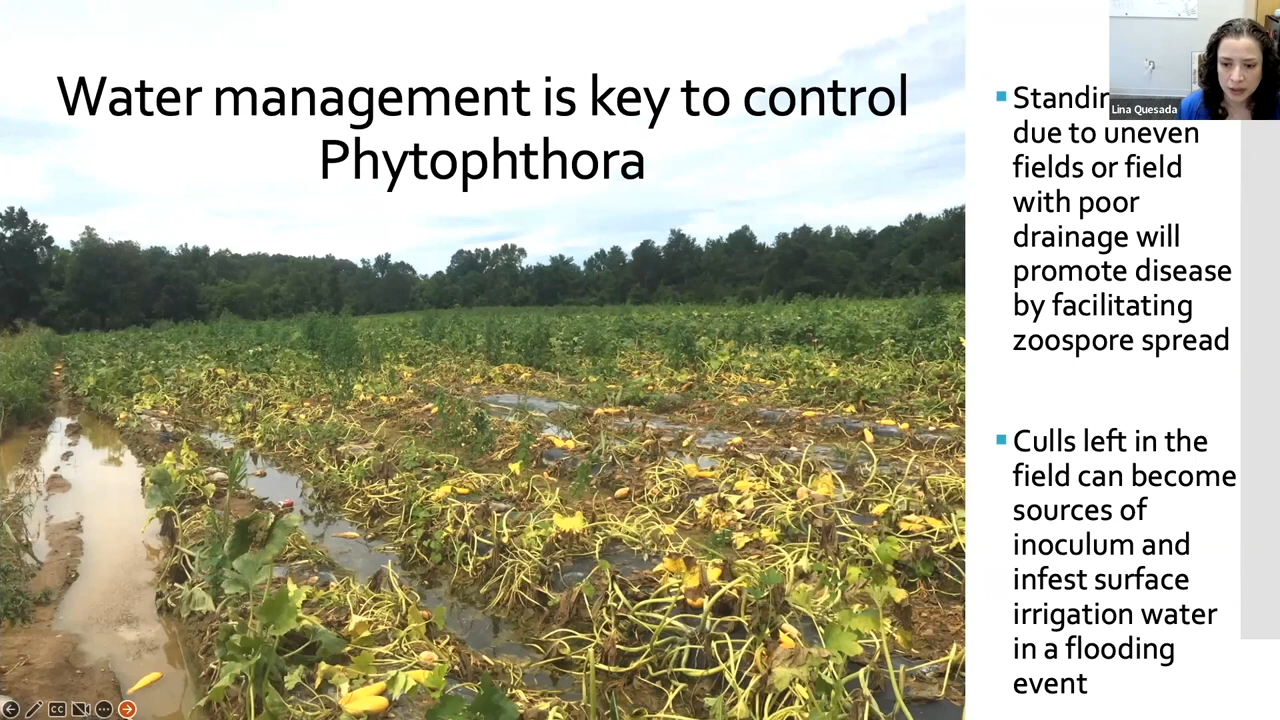 Water management is key to control
Phytophthora
Lina Quesada
due to uneven
fields or field
with poor
drainage will
promote disease
by facilitating
zoospore spread
Culls left in the
field can become
sources of
inoculum and
infest surface
irrigation water
in a flooding
event
CC